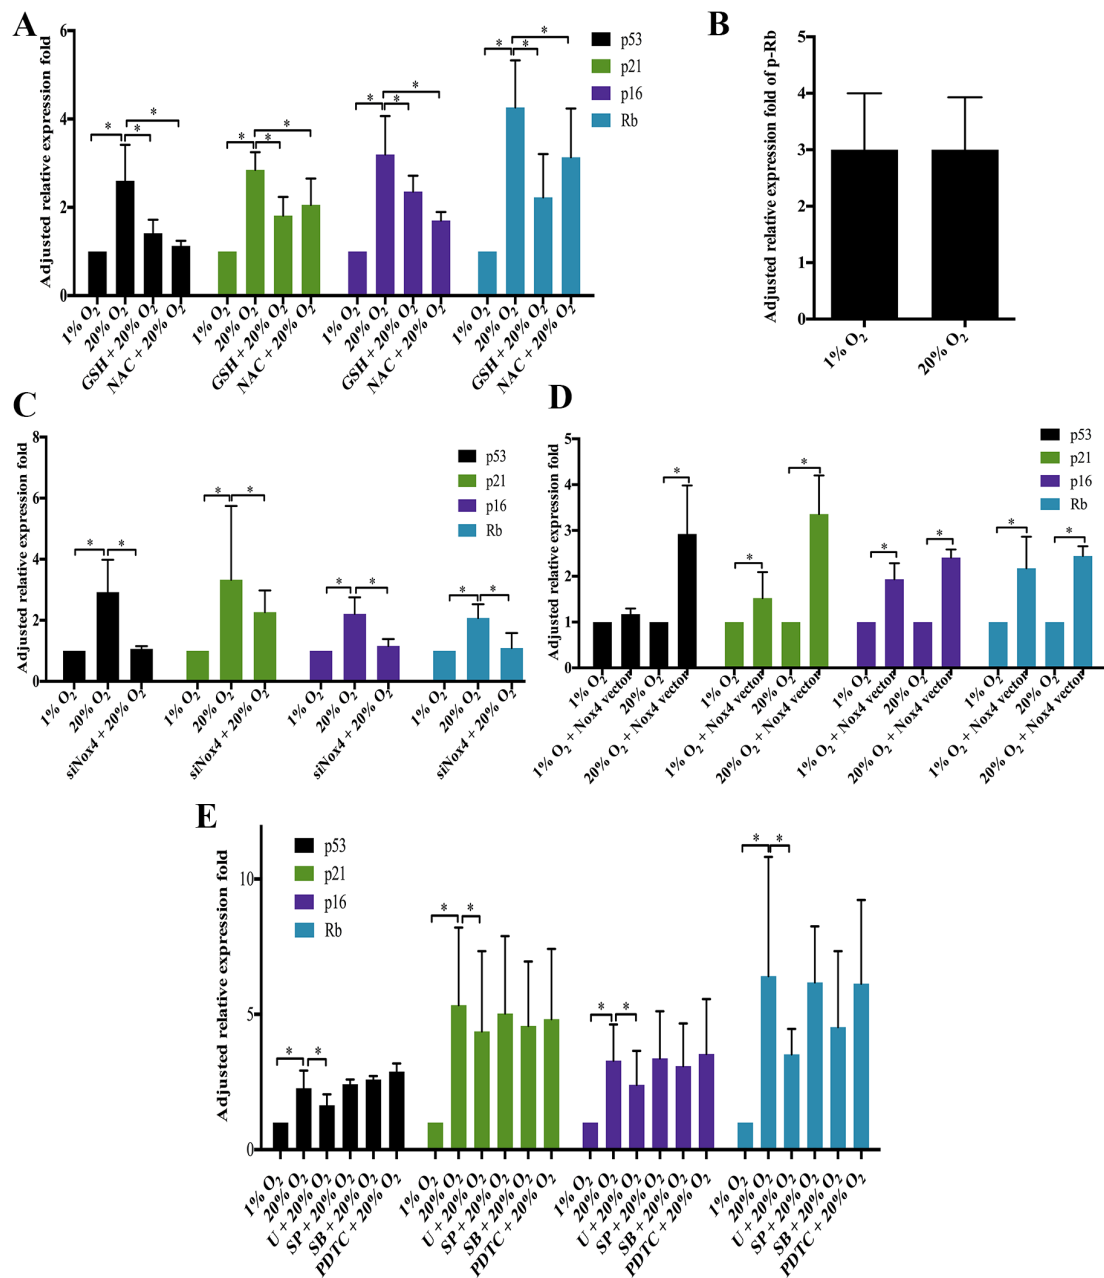 A
Adjusted relative expression fold
6
4
2
0
* * *
* * *
* * *
* * *
p53
p21
p16
Rb
1% O₂
20% O₂
GSH + 20% O₂
NAC + 20% O₂
1% O₂
20% O₂
GSH + 20% O₂
NAC + 20% O₂
1% O₂
20% O₂
GSH + 20% O₂
NAC + 20% O₂
1% O₂
20% O₂
GSH + 20% O₂
NAC + 20% O₂
B
Adjusted relative expression fold of p-Rb
5
4
3
2
1
0
1% O₂
20% O₂
C
Adjusted relative expression fold
8
6
4
2
0
* *
* *
* *
* *
p53
p21
p16
Rb
1% O₂
20% O₂
siNox4 + 20% O₂
1% O₂
20% O₂
siNox4 + 20% O₂
1% O₂
20% O₂
siNox4 + 20% O₂
1% O₂
20% O₂
siNox4 + 20% O₂
D
Adjusted relative expression fold
5
4
3
2
1
0
*
* *
* *
* *
p53
p21
p16
Rb
1% O₂
1% O₂ + Nox4 vector
20% O₂
20% O₂ + Nox4 vector
1% O₂
1% O₂ + Nox4 vector
20% O₂
20% O₂ + Nox4 vector
1% O₂
1% O₂ + Nox4 vector
20% O₂
20% O₂ + Nox4 vector
1% O₂
1% O₂ + Nox4 vector
20% O₂
20% O₂ + Nox4 vector
E
Adjusted relative expression fold
10
5
0
* *
* *
* *
* *
p53
p21
p16
Rb
1% O₂
20% O₂
U + 20% O₂
SP + 20% O₂
SB + 20% O₂
PDTC + 20% O₂
1% O₂
20% O₂
U + 20% O₂
SP + 20% O₂
SB + 20% O₂
PDTC + 20% O₂
1% O₂
20% O₂
U + 20% O₂
SP + 20% O₂
SB + 20% O₂
PDTC + 20% O₂
1% O₂
20% O₂
U + 20% O₂
SP + 20% O₂
SB + 20% O₂
PDTC + 20% O₂